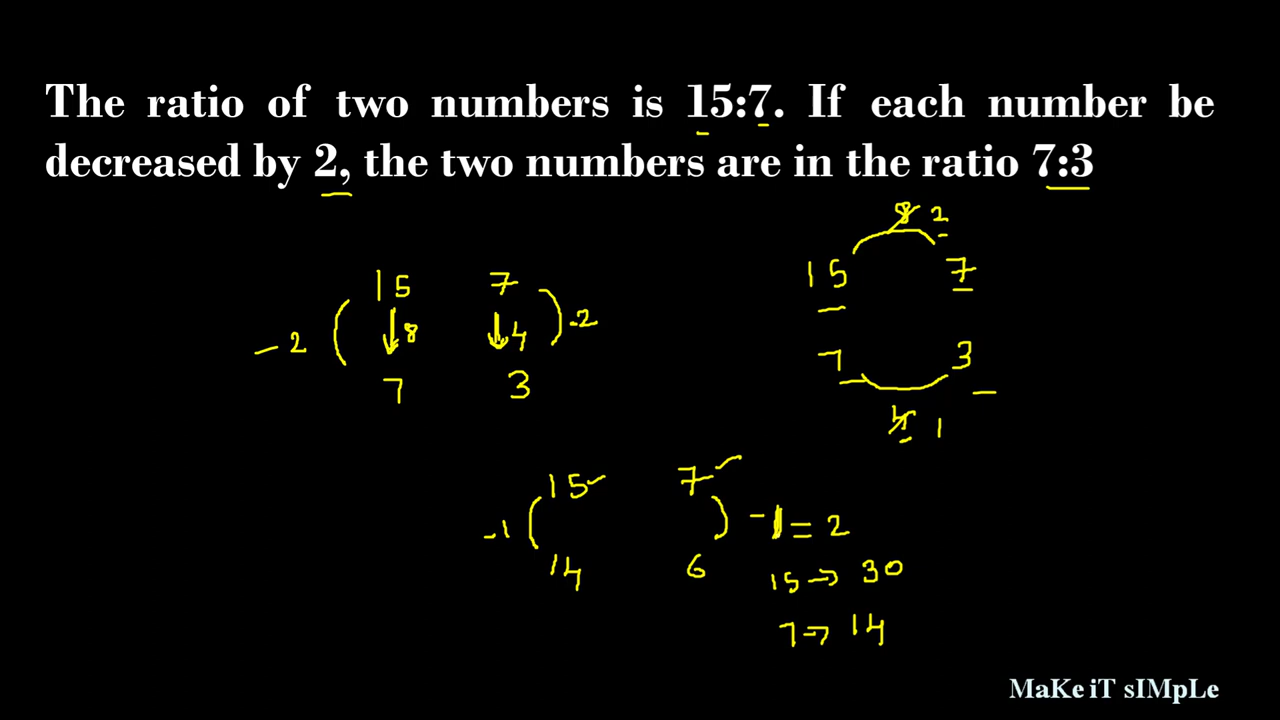 The ratio of two numbers is 15:7. If each number be
decreased by 2, the two numbers are in the ratio 7:3
8 2
15 7
15 7
8 4
-2 -2
7 3
7 3
4 1
15 7
-1 -1 = 2
14 6
15 → 30
7 → 14
MaKe iT sIMpLe